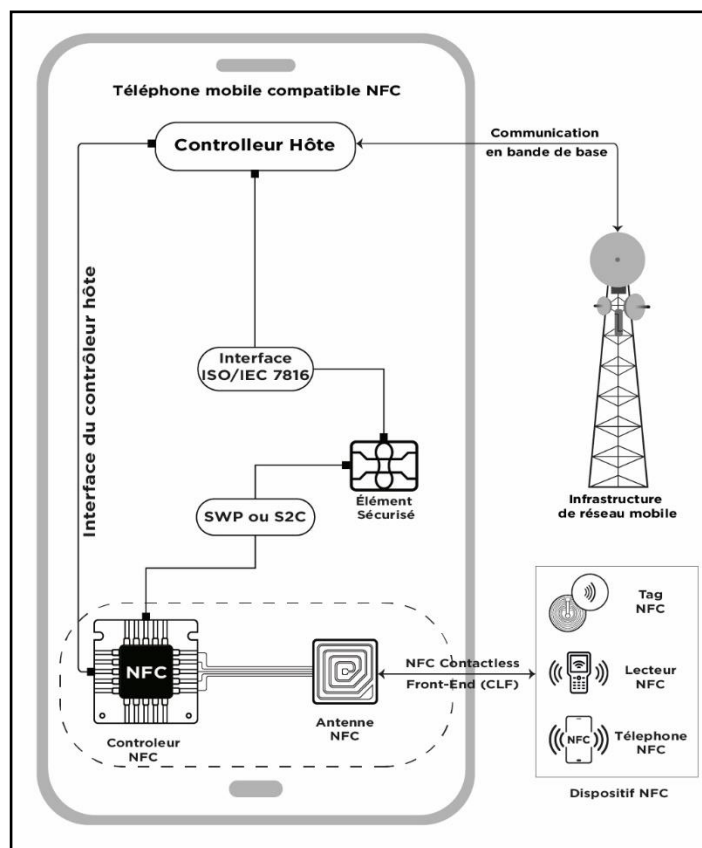 Téléphone mobile compatible NFC
Controlleur Hôte
Communication
en bande de base
Interface du contrôleur hôte
Interface
ISO/IEC 7816
Élément
Sécurisé
SWP ou S2C
Infrastructure
de réseau mobile
NFC
Controleur
NFC
Antenne
NFC
NFC Contactless
Front-End (CLF)
Tag
NFC
Lecteur
NFC
NFC
Télephone
NFC
Dispositif NFC